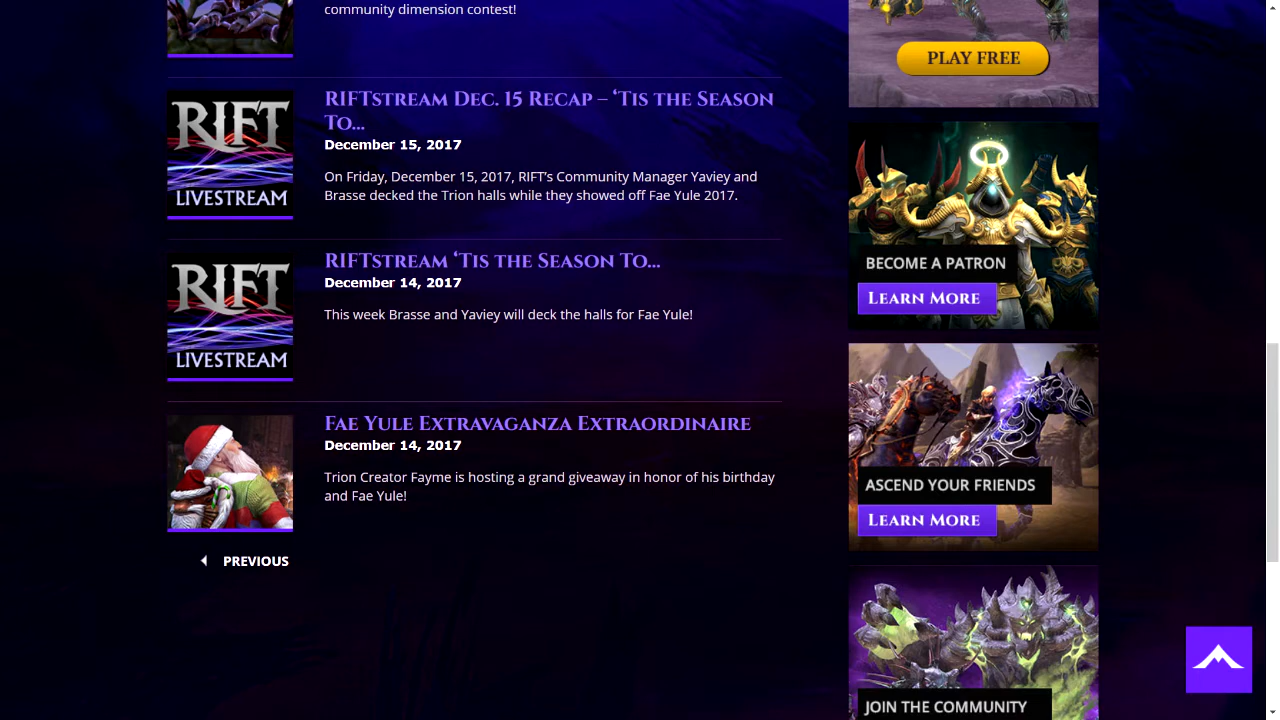 community dimension contest!
RIFT
LIVESTREAM
RIFTstream Dec. 15 Recap – ‘Tis the Season
To...
December 15, 2017
On Friday, December 15, 2017, RIFT’s Community Manager Yaviey and
Brasse decked the Trion halls while they showed off Fae Yule 2017.
RIFT
LIVESTREAM
RIFTstream ‘Tis the Season To...
December 14, 2017
This week Brasse and Yaviey will deck the halls for Fae Yule!
Fae Yule Extravaganza Extraordinaire
December 14, 2017
Trion Creator Fayme is hosting a grand giveaway in honor of his birthday
and Fae Yule!
PREVIOUS
PLAY FREE
BECOME A PATRON
Learn More
ASCEND YOUR FRIENDS
Learn More
JOIN THE COMMUNITY